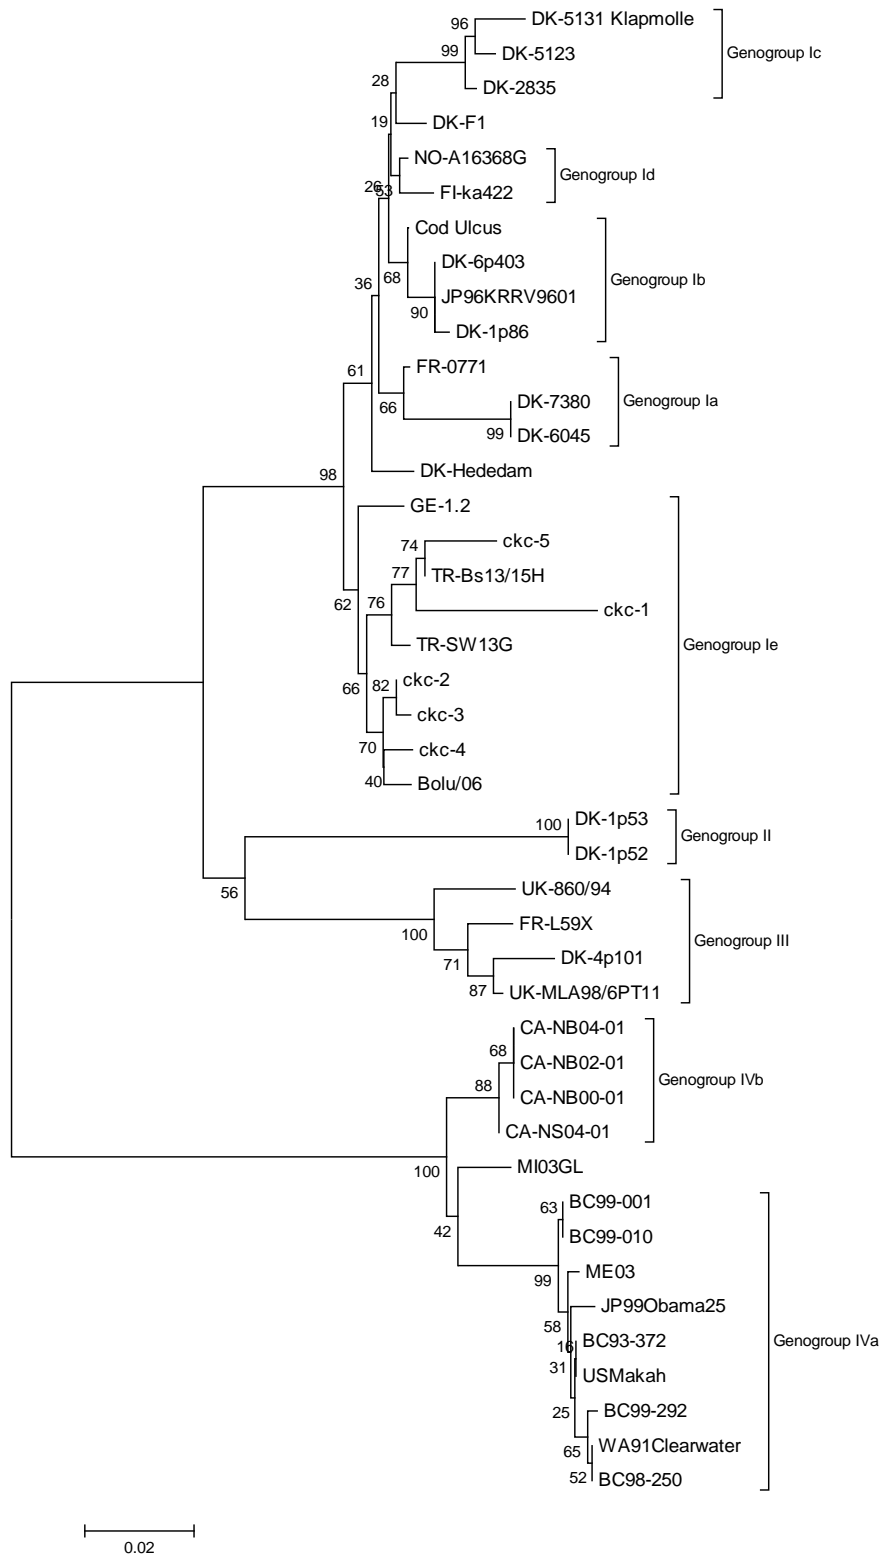 96
DK-5131 Klapmolle
99
DK-5123
Genogroup Ic
28
DK-2835
19
DK-F1
NO-A16368G
Genogroup Id
26
53
FI-ka422
Cod Ulcus
68
DK-6p403
Genogroup Ib
36
JP96KRRV9601
90
DK-1p86
61
FR-0771
66
DK-7380
Genogroup Ia
99
DK-6045
98
DK-Hededam
GE-1.2
74
ckc-5
77
TR-Bs13/15H
62
76
ckc-1
TR-SW13G
Genogroup Ie
66
82
ckc-2
ckc-3
70
ckc-4
40
Bolu/06
100
DK-1p53
Genogroup II
DK-1p52
56
UK-860/94
100
FR-L59X
Genogroup III
71
DK-4p101
87
UK-MLA98/6PT11
CA-NB04-01
68
CA-NB02-01
Genogroup IVb
88
CA-NB00-01
CA-NS04-01
100
MI03GL
63
BC99-001
42
BC99-010
99
ME03
58
JP99Obama25
16
BC93-372
Genogroup IVa
31
USMakah
25
BC99-292
65
WA91Clearwater
52
BC98-250
0.02